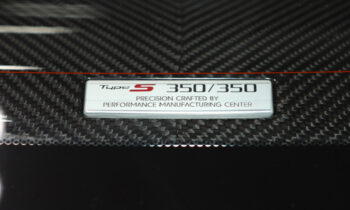 Type S 350/350
PRECISION CRAFTED BY
PERFORMANCE MANUFACTURING CENTER